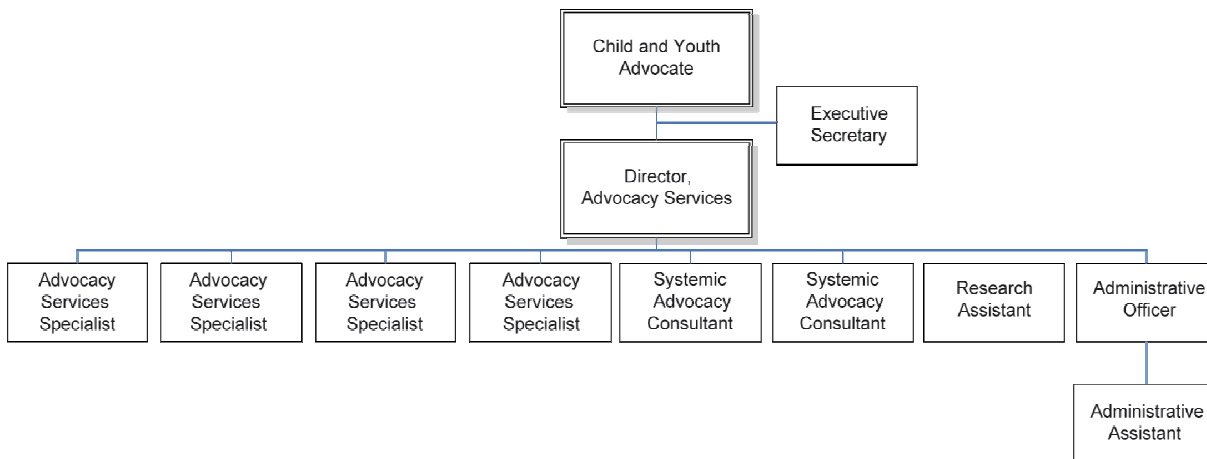 Child and Youth
Advocate
Executive
Secretary
Director,
Advocacy Services
Advocacy
Services
Specialist
Advocacy
Services
Specialist
Advocacy
Services
Specialist
Advocacy
Services
Specialist
Systemic
Advocacy
Consultant
Systemic
Advocacy
Consultant
Research
Assistant
Administrative
Officer
Administrative
Assistant